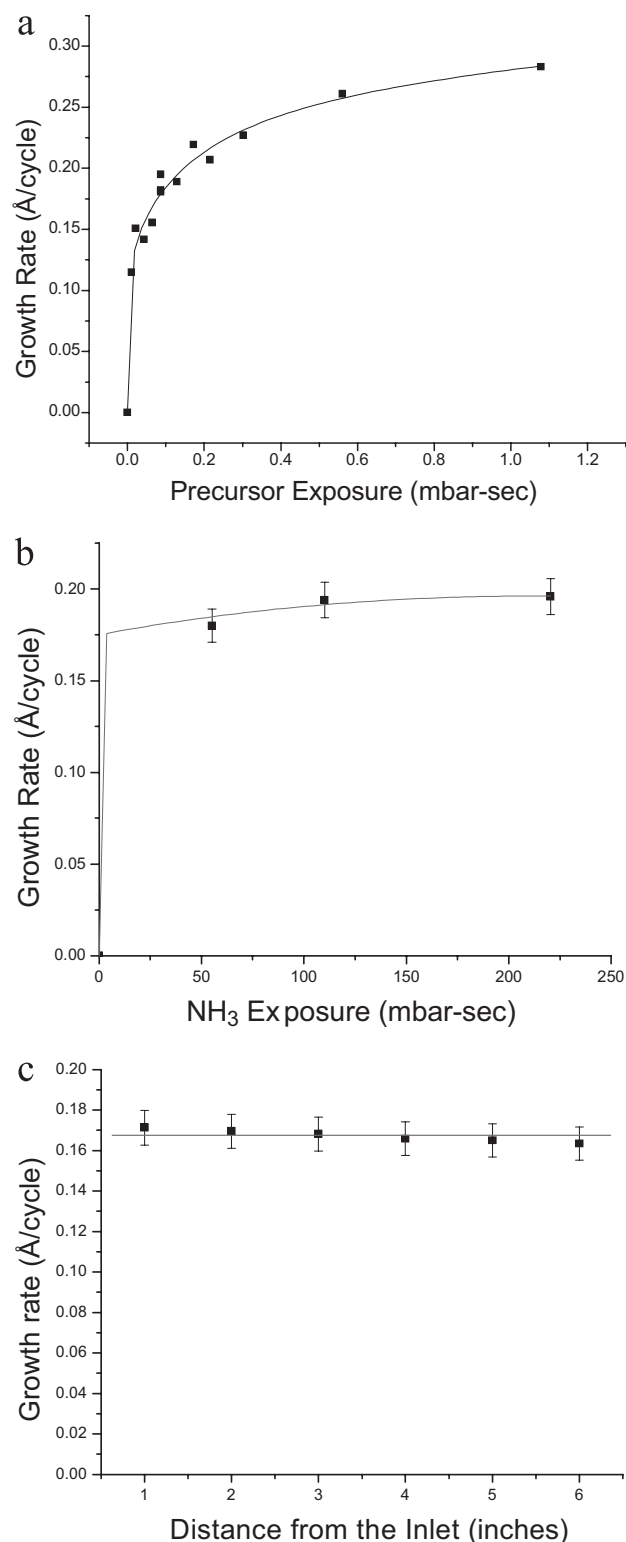 a
0.30
0.25
0.20
0.15
0.10
0.05
0.00
Growth Rate (Å/cycle)
0.0 0.2 0.4 0.6 0.8 1.0 1.2
Precursor Exposure (mbar-sec)
b
0.20
0.15
0.10
0.05
0.00
Growth Rate (Å/cycle)
0 50 100 150 200 250
NH₃ Exposure (mbar-sec)
c
0.20
0.18
0.16
0.14
0.12
0.10
0.08
0.06
0.04
0.02
0.00
Growth rate (Å/cycle)
1 2 3 4 5 6
Distance from the Inlet (inches)